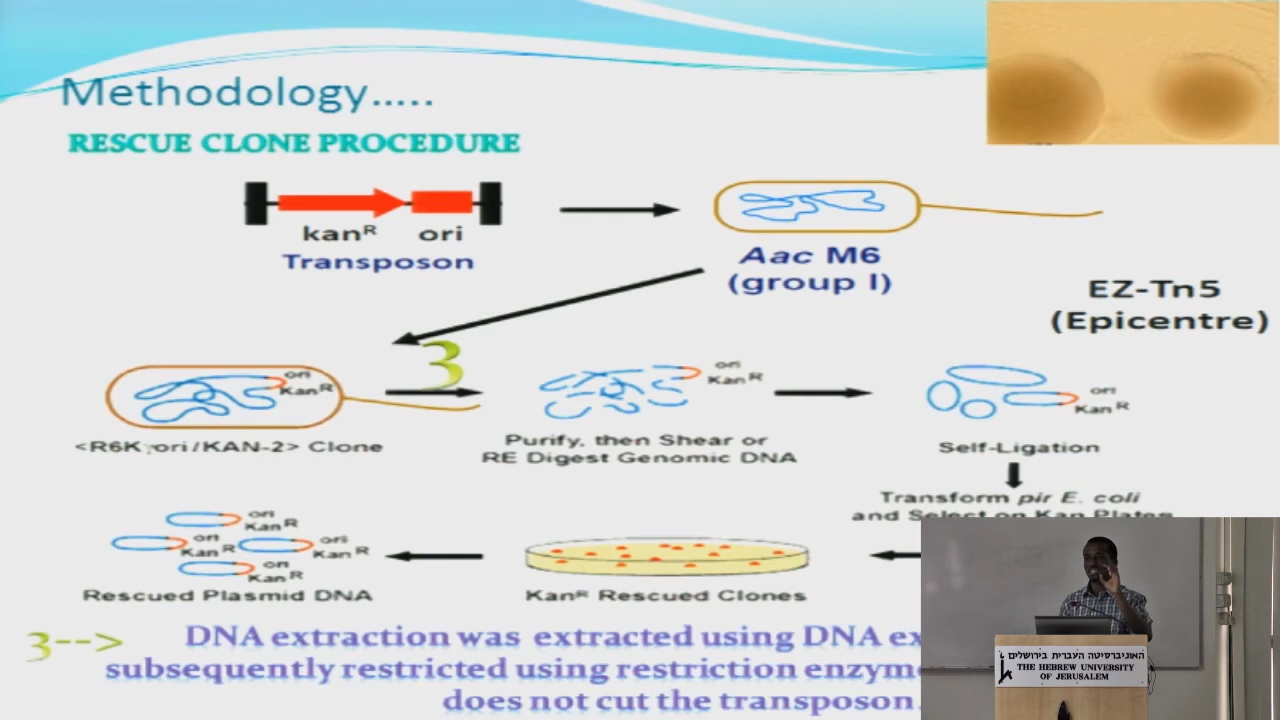 Methodology.....
RESCUE CLONE PROCEDURE
kanR ori
Transposon
Aac M6
(group I)
EZ-Tn5
(Epicentre)
3
ori
KanR
<R6Kγori/KAN-2> Clone
ori
KanR
Purify, then Shear or
RE Digest Genomic DNA
ori
KanR
Self-Ligation
Transform pir E. coli
and Select on Kan Plates
ori
KanR
ori
KanR
ori
KanR
ori
KanR
Rescued Plasmid DNA
KanR Rescued Clones
3-->
DNA extraction was extracted using DNA ex
subsequently restricted using restriction enzyme
does not cut the transposon.
האוניברסיטה העברית בירושלים
THE HEBREW UNIVERSITY
OF JERUSALEM